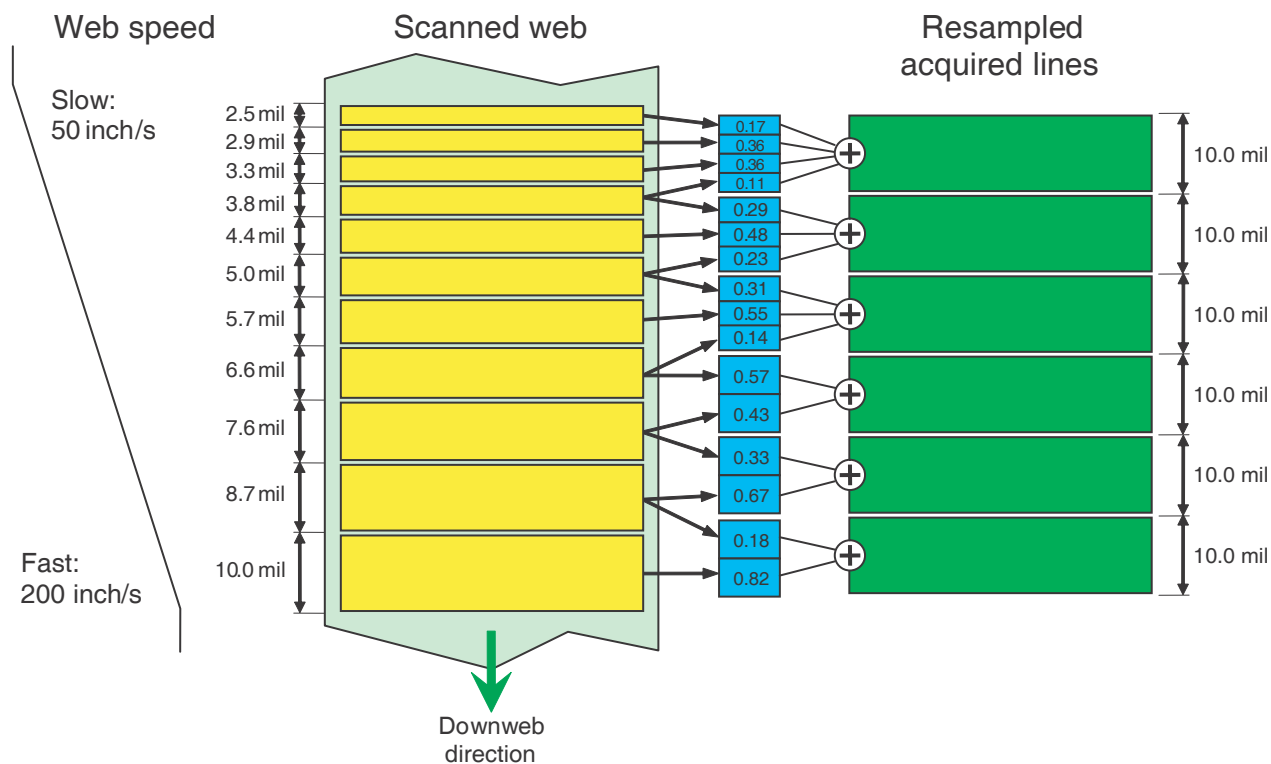 Web speed
Scanned web
Resampled
acquired lines
Slow:
50 inch/s
2.5 mil
2.9 mil
3.3 mil
3.8 mil
4.4 mil
5.0 mil
5.7 mil
6.6 mil
7.6 mil
8.7 mil
10.0 mil
Fast:
200 inch/s
0.17
0.36
0.36
0.11
0.29
0.48
0.23
0.31
0.55
0.14
0.57
0.43
0.33
0.67
0.18
0.82
10.0 mil
10.0 mil
10.0 mil
10.0 mil
10.0 mil
10.0 mil
Downweb
direction